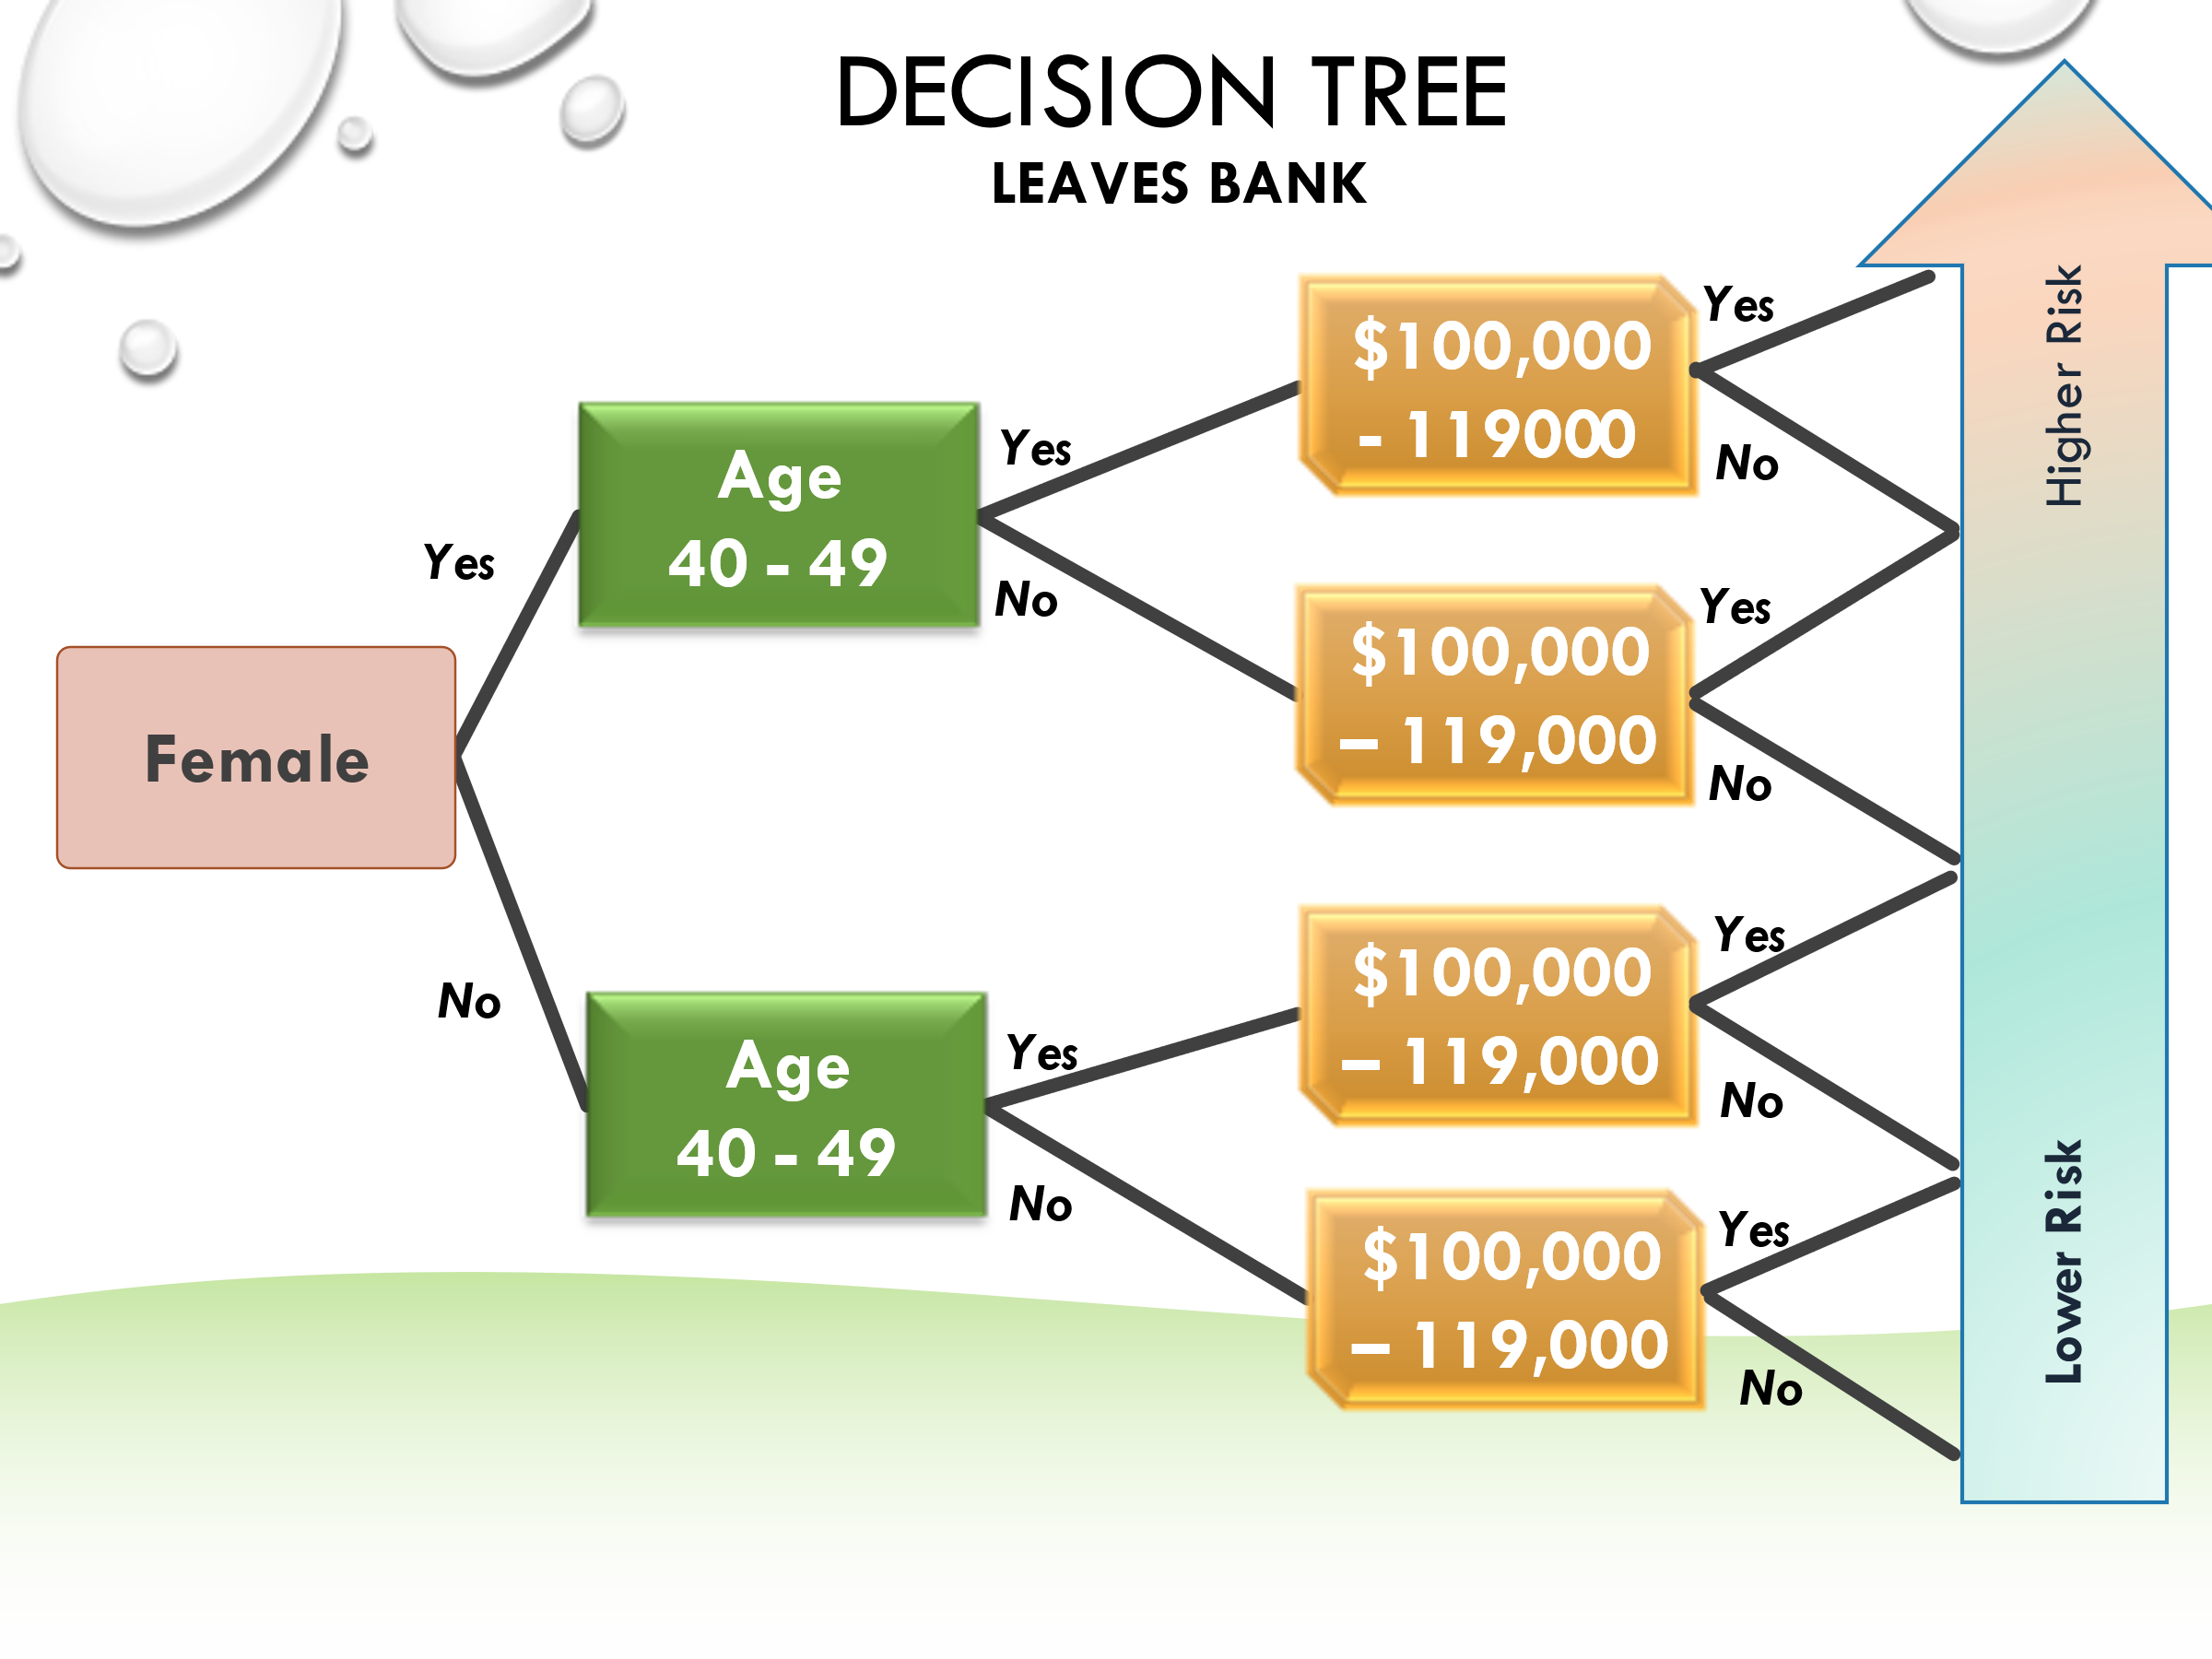 DECISION TREE
LEAVES BANK
Female
Yes
No
Age
40 - 49
Yes
No
Age
40 - 49
Yes
No
$100,000
- 119000
Yes
No
$100,000
– 119,000
Yes
No
$100,000
– 119,000
Yes
No
$100,000
– 119,000
Yes
No
Higher Risk
Lower Risk